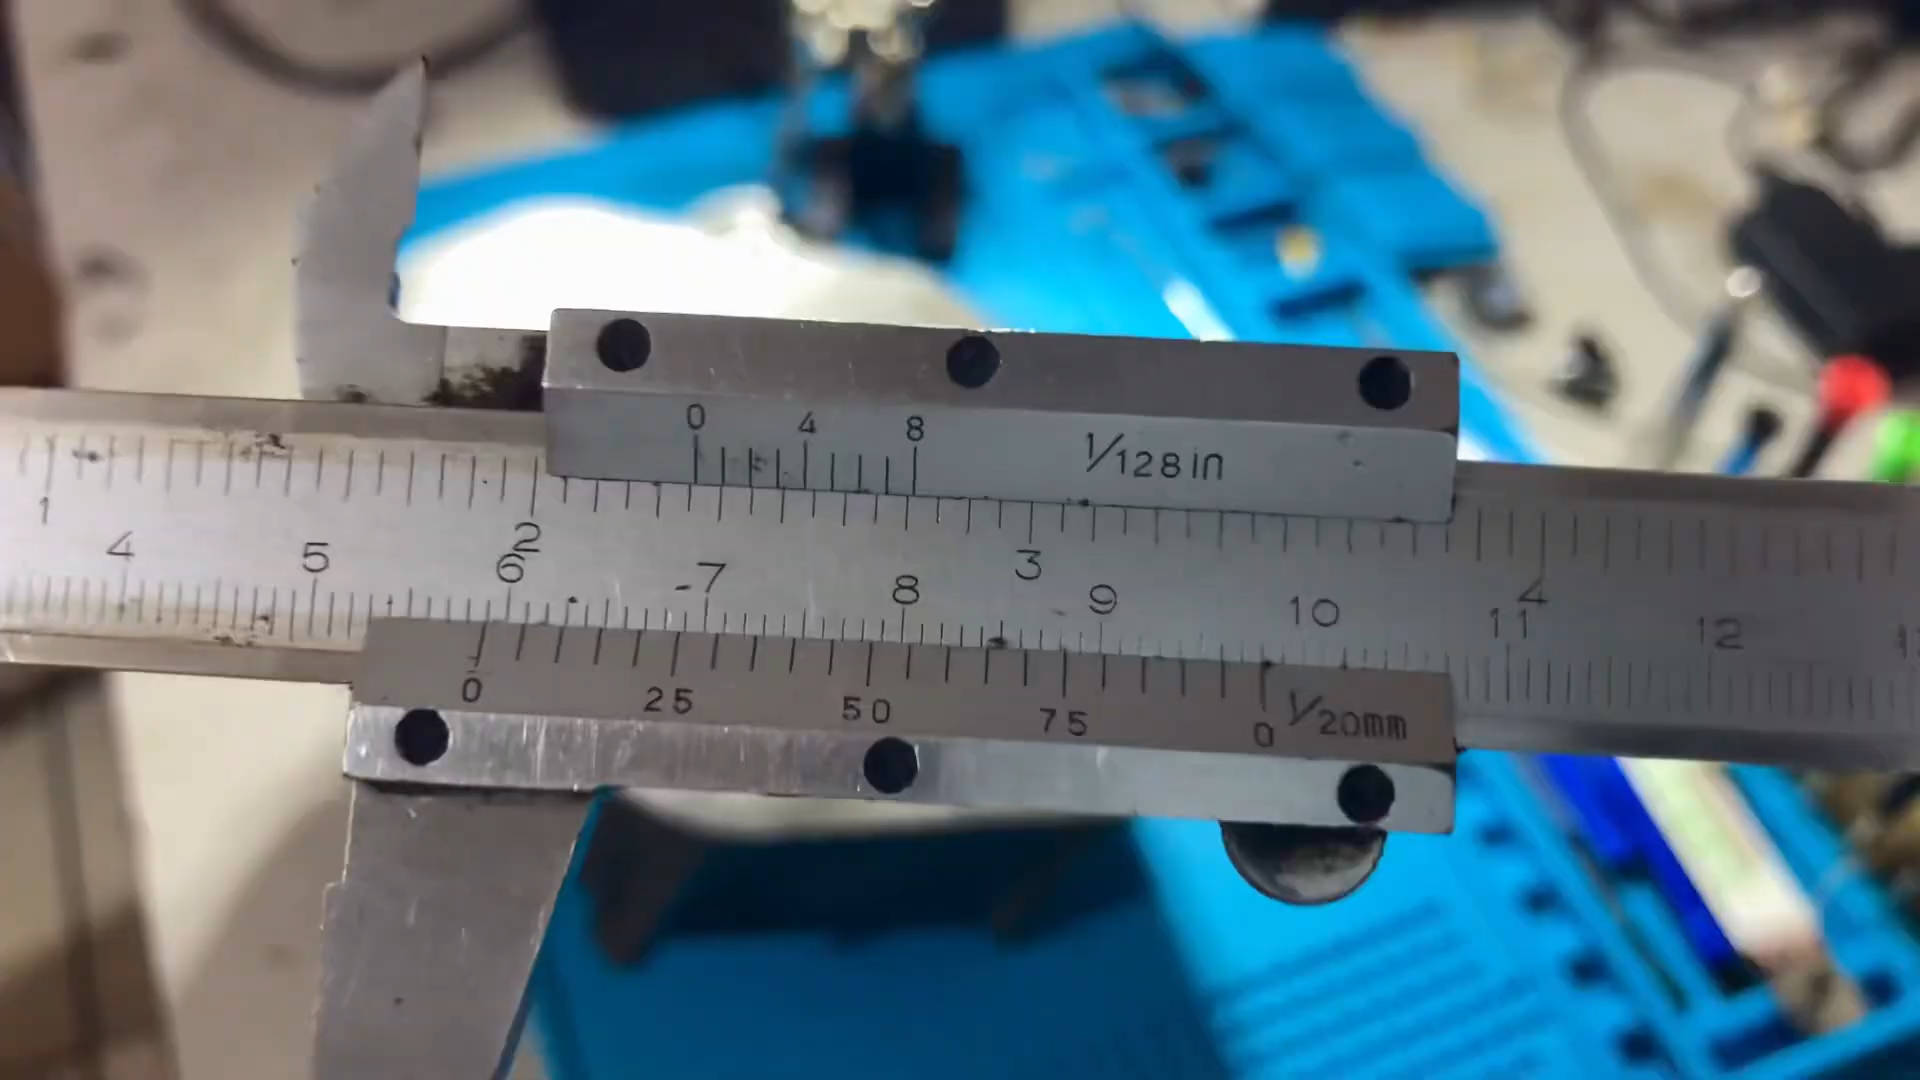 0 4 8 1/128 in
1 2 3 4
4 5 6 7 8 9 10 11 12
0 25 50 75 0 1/20mm